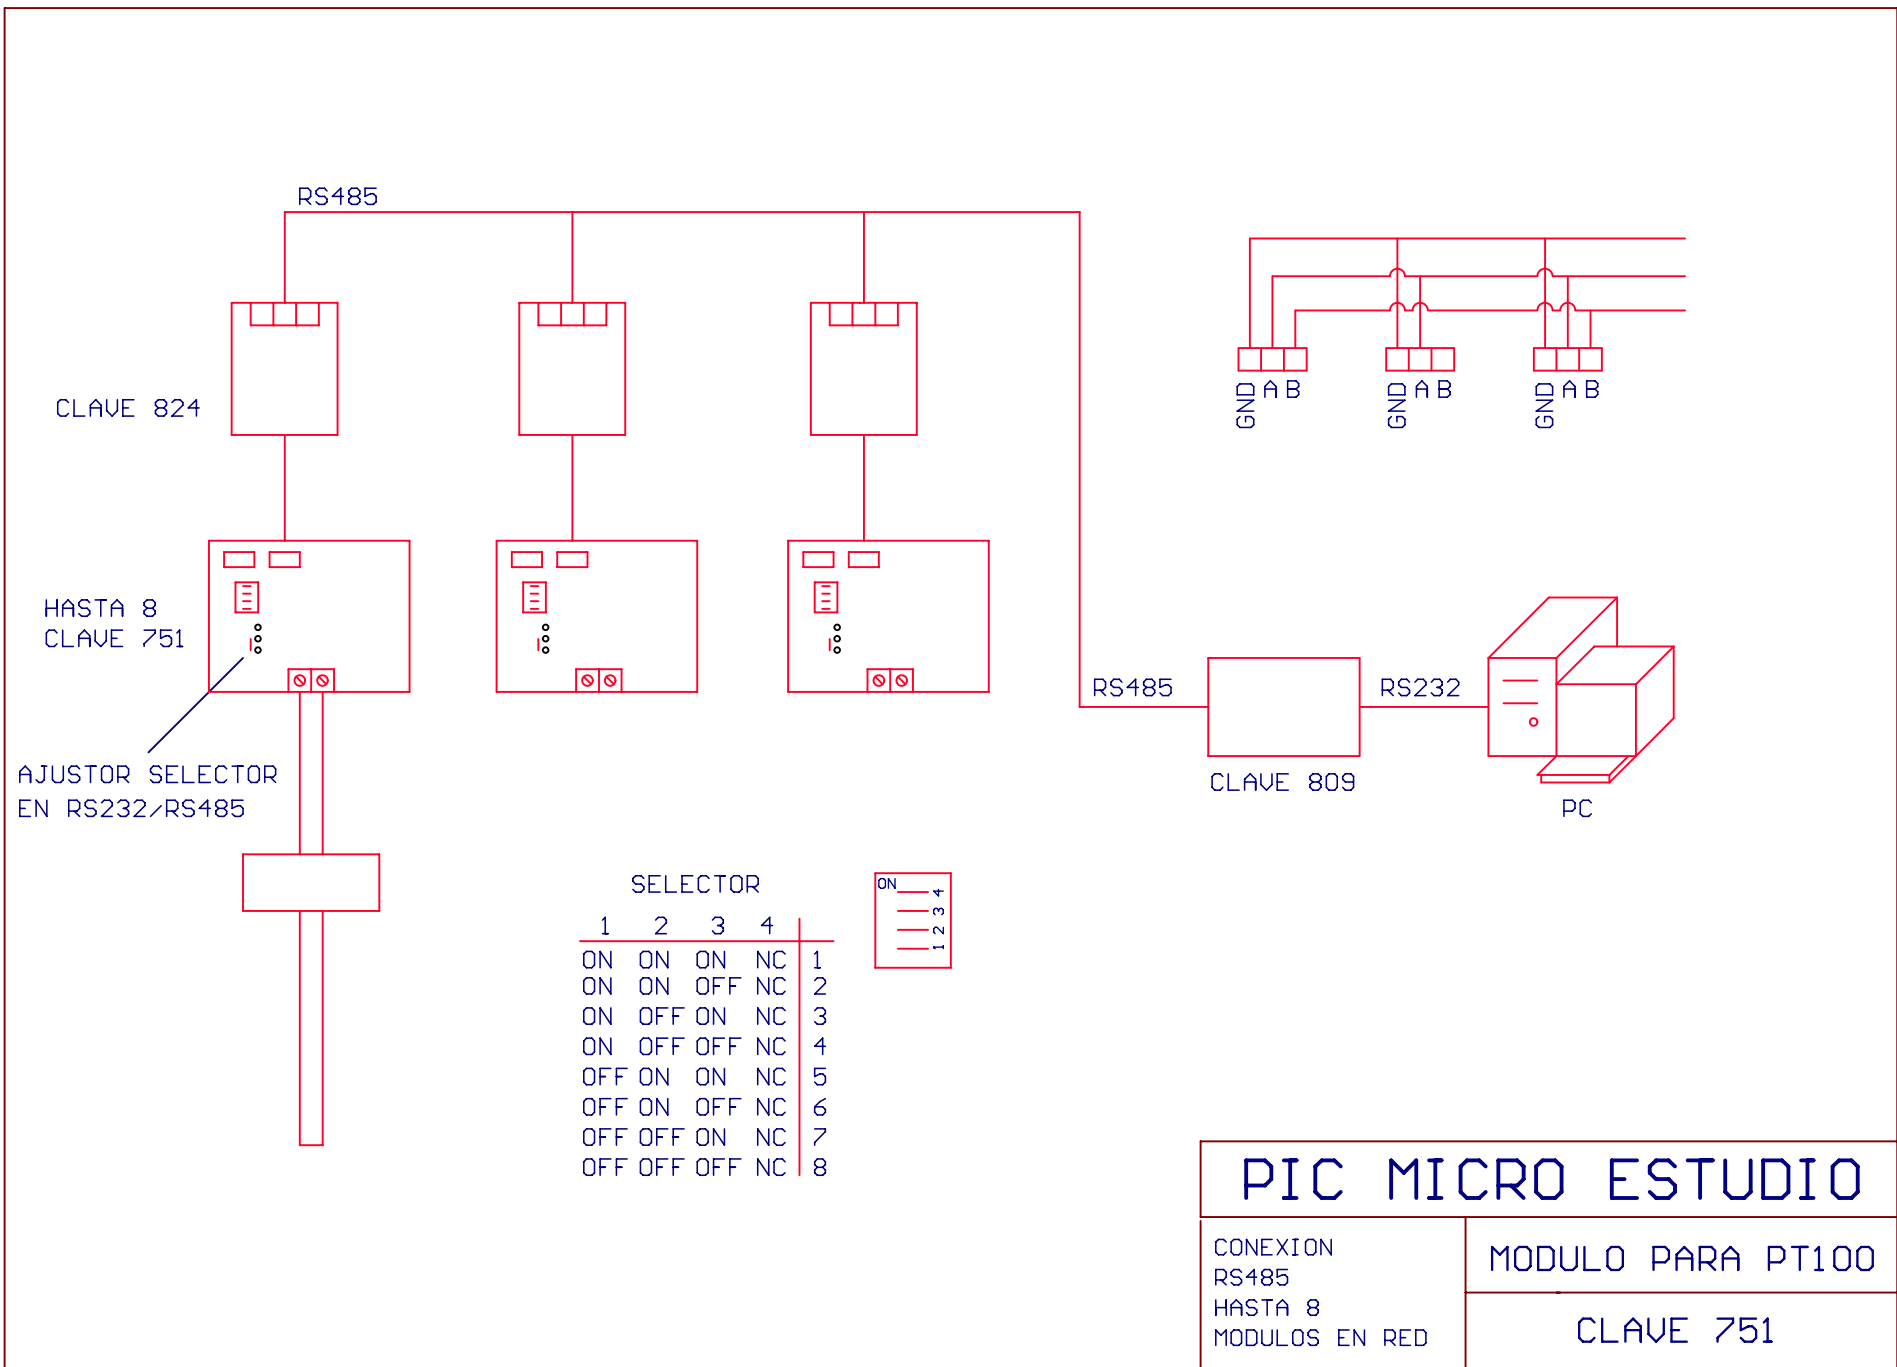 RS485
CLAVE 824
HASTA 8
CLAVE 751
AJUSTOR SELECTOR
EN RS232/RS485
GND A B
GND A B
GND A B
RS485
RS232
CLAVE 809
PC
SELECTOR
1 2 3 4
ON ON ON NC 1
ON ON OFF NC 2
ON OFF ON NC 3
ON OFF OFF NC 4
OFF ON ON NC 5
OFF ON OFF NC 6
OFF OFF ON NC 7
OFF OFF OFF NC 8
ON
1 2 3 4
PIC MICRO ESTUDIO
CONEXION
RS485
HASTA 8
MODULOS EN RED
MODULO PARA PT100
CLAVE 751